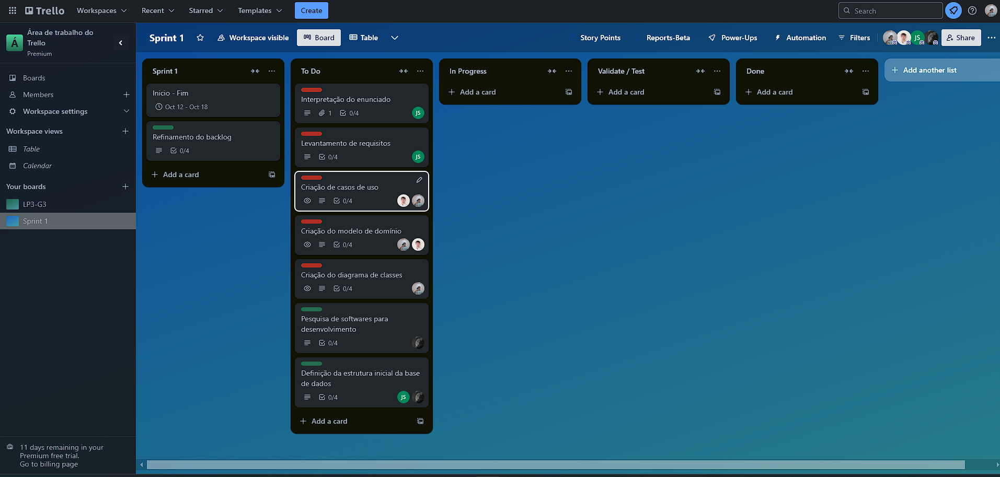 Trello
Workspaces
Recent
Starred
Templates
Create
Search
Á
Área de trabalho do
Trello
Premium
Sprint 1
Workspace visible
Board
Table
Story Points
Reports-Beta
Power-Ups
Automation
Filters
JS
Share
Boards
Members
Workspace settings
Workspace views
Table
Calendar
Your boards
LP3-G3
Sprint 1
11 days remaining in your
Premium free trial.
Go to billing page
Sprint 1
Inicio - Fim
Oct 12 - Oct 18
Refinamento do backlog
0/4
Add a card
To Do
Interpretação do enunciado
1 0/4 JS
Levantamento de requisitos
0/4 JS
Criação de casos de uso
0/4
Criação do modelo de domínio
0/4
Criação do diagrama de classes
0/4
Pesquisa de softwares para
desenvolvimento
0/4
Definição da estrutura inicial da base
de dados
0/4 JS
Add a card
In Progress
Add a card
Validate / Test
Add a card
Done
Add a card
Add another list